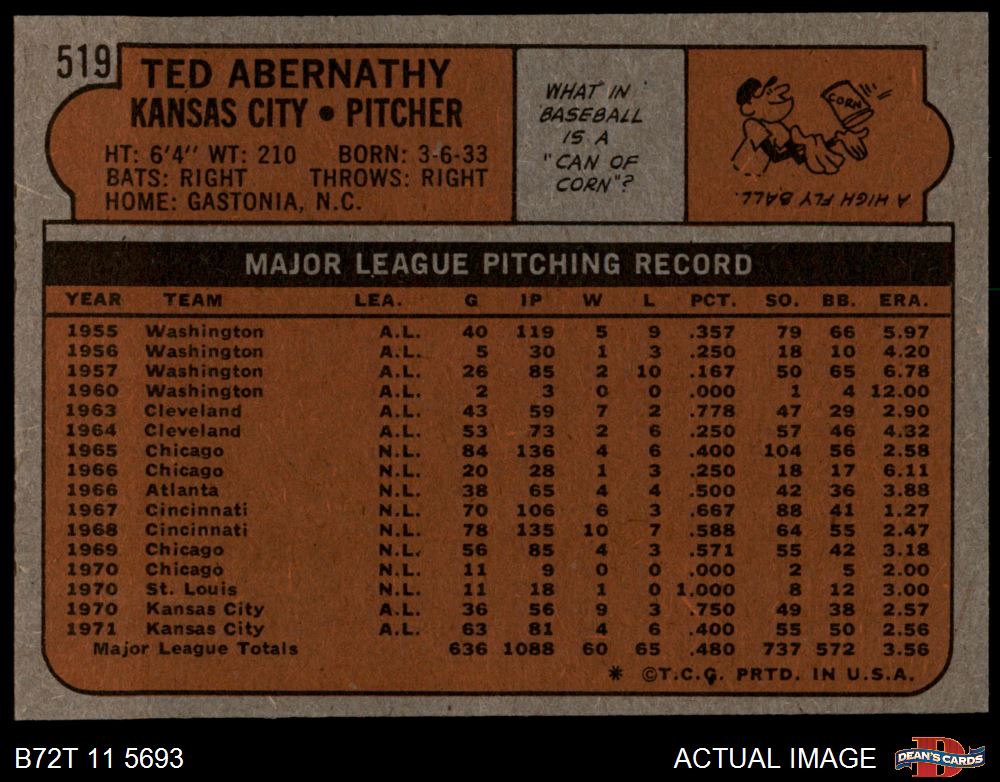 519
TED ABERNATHY
KANSAS CITY • PITCHER
HT: 6'4" WT: 210 BORN: 3-6-33
BATS: RIGHT THROWS: RIGHT
HOME: GASTONIA, N.C.
WHAT IN
BASEBALL
IS A
"CAN OF
CORN"?
CORN
A HIGH FLY BALL.
MAJOR LEAGUE PITCHING RECORD
YEAR TEAM LEA. G IP W L PCT. SO. BB. ERA.
1955 Washington A.L. 40 119 5 9 .357 79 66 5.97
1956 Washington A.L. 5 30 1 3 .250 18 10 4.20
1957 Washington A.L. 26 85 2 10 .167 50 65 6.78
1960 Washington A.L. 2 3 0 0 .000 1 4 12.00
1963 Cleveland A.L. 43 59 7 2 .778 47 29 2.90
1964 Cleveland A.L. 53 73 2 6 .250 57 46 4.32
1965 Chicago N.L. 84 136 4 6 .400 104 56 2.58
1966 Chicago N.L. 20 28 1 3 .250 18 17 6.11
1966 Atlanta N.L. 38 65 4 4 .500 42 36 3.88
1967 Cincinnati N.L. 70 106 6 3 .667 88 41 1.27
1968 Cincinnati N.L. 78 135 10 7 .588 64 55 2.47
1969 Chicago N.L. 56 85 4 3 .571 55 42 3.18
1970 Chicago N.L. 11 9 0 0 .000 2 5 2.00
1970 St. Louis N.L. 11 18 1 0 1.000 8 12 3.00
1970 Kansas City A.L. 36 56 9 3 .750 49 38 2.57
1971 Kansas City A.L. 63 81 4 6 .400 55 50 2.56
Major League Totals 636 1088 60 65 .480 737 572 3.56
* ©T.C.G. PRTD. IN U.S.A.
B72T 11 5693
ACTUAL IMAGE
D
DEAN'S CARDS